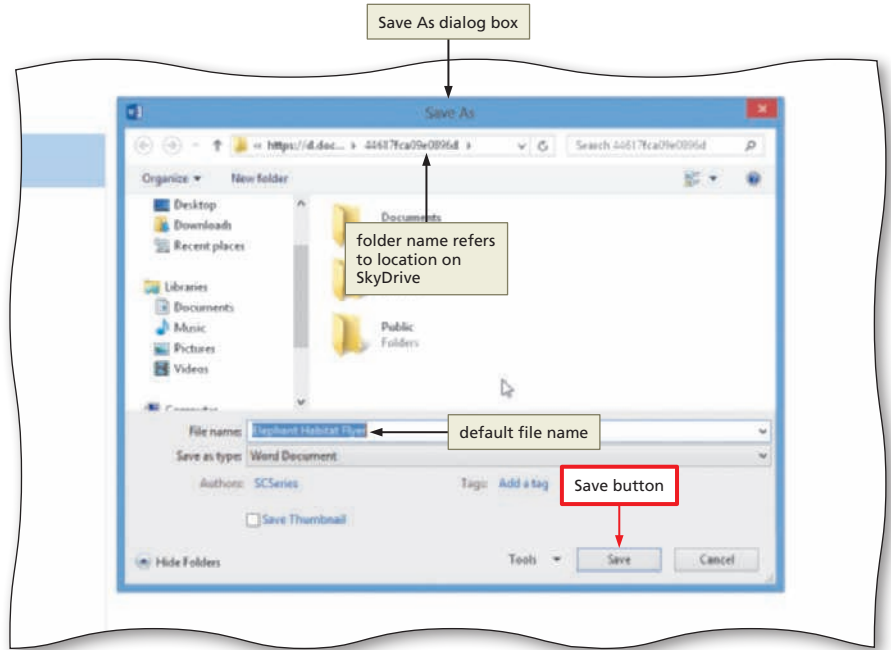 Save As dialog box
Save As
« https://d.doc... ▸ 44617fca09e0896d ▸
Search 44617fca09e0896d
Organize
New folder
Desktop
Downloads
Recent places
Libraries
Documents
Music
Pictures
Videos
Computer
Documents
folder name refers
to location on
SkyDrive
Public
Folders
File name: Elephant Habitat Flyer
default file name
Save as type: Word Document
Authors: SCSeries
Tags: Add a tag
Save button
Save Thumbnail
Hide Folders
Tools
Save
Cancel